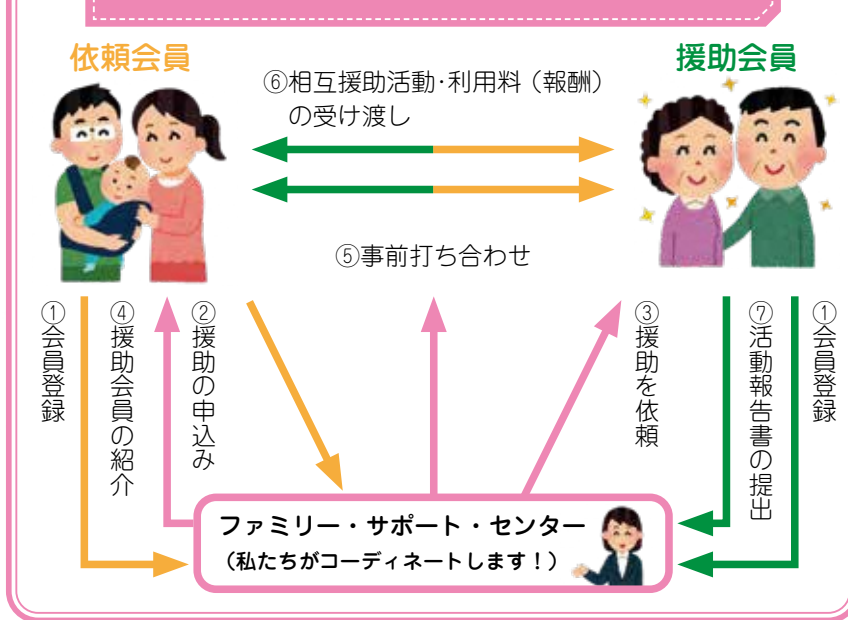 依頼会員
援助会員
⑥相互援助活動・利用料（報酬）
の受け渡し
⑤事前打ち合わせ
①会員登録
④援助会員の紹介
②援助の申込み
③援助を依頼
⑦活動報告書の提出
①会員登録
ファミリー・サポート・センター
（私たちがコーディネートします！）